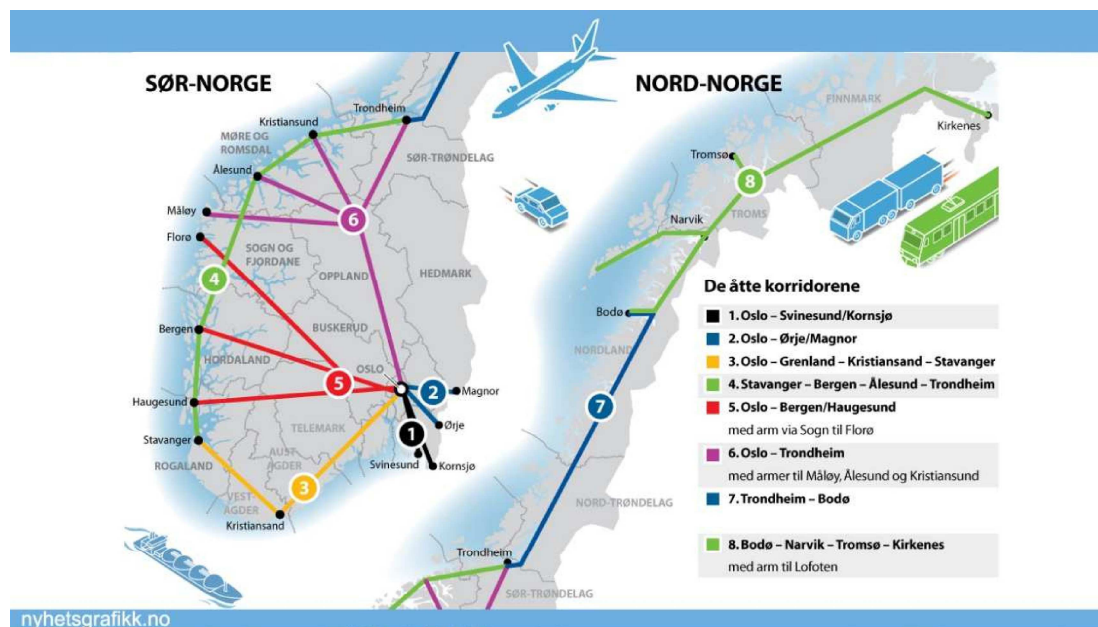 SØR-NORGE
Trondheim
Kristiansund
MØRE OG
ROMSDAL
SØR-TRØNDELAG
Ålesund
6
Måløy
Florø
SOGN OG
FJORDANE
OPPLAND
HEDMARK
4
BUSKERUD
Bergen
HORDALAND
OSLO
5
2
Magnor
Haugesund
TELEMARK
Ørje
1
Stavanger
Svinesund
Kornsjø
ROGALAND
AUST-
AGDER
3
VEST-
AGDER
Kristiansand
NORD-NORGE
FINNMARK
Kirkenes
Tromsø
8
TROMS
Narvik
Bodø
NORDLAND
7
NORD-TRØNDELAG
Trondheim
SØR-TRØNDELAG
De åtte korridorene
1. Oslo – Svinesund/Kornsjø
2. Oslo – Ørje/Magnor
3. Oslo – Grenland – Kristiansand – Stavanger
4. Stavanger – Bergen – Ålesund – Trondheim
5. Oslo – Bergen/Haugesund
med arm via Sogn til Florø
6. Oslo – Trondheim
med armer til Måløy, Ålesund og Kristiansund
7. Trondheim – Bodø
8. Bodø – Narvik – Tromsø – Kirkenes
med arm til Lofoten
nyhetsgrafikk.no